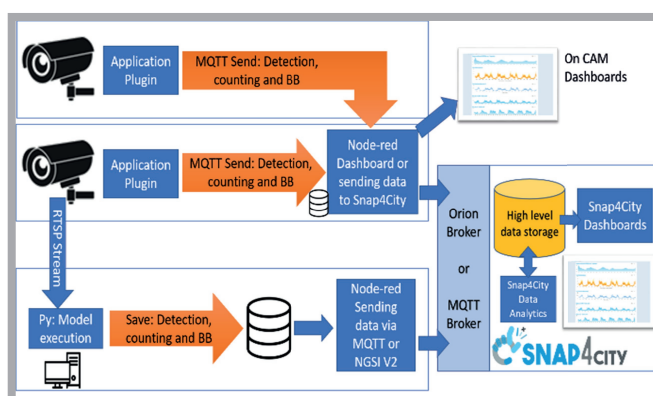 Application
Plugin
MQTT Send: Detection,
counting and BB
On CAM
Dashboards
Application
Plugin
MQTT Send: Detection,
counting and BB
Node-red
Dashboard or
sending data
to Snap4City
RTSP Stream
Orion
Broker
or
MQTT
Broker
High level
data storage
Snap4City
Dashboards
Snap4City
Data
Analytics
SNAP4CITY
Py: Model
execution
Save: Detection,
counting and BB
Node-red
Sending
data via
MQTT or
NGSI V2